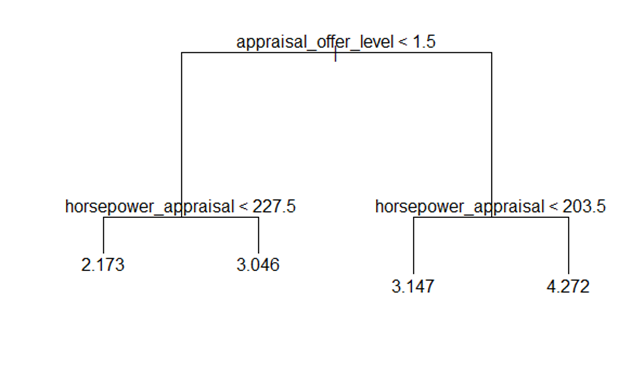 appraisal_offer_level < 1.5
horsepower_appraisal < 227.5
horsepower_appraisal < 203.5
2.173
3.046
3.147
4.272